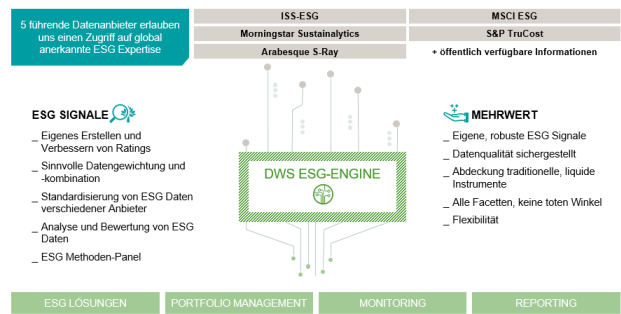 5 führende Datenanbieter erlauben
uns einen Zugriff auf global
anerkannte ESG Expertise
ISS-ESG
MSCI ESG
Morningstar Sustainalytics
S&P TruCost
Arabesque S-Ray
+ öffentlich verfügbare Informationen
ESG SIGNALE
_ Eigenes Erstellen und
Verbessern von Ratings
_ Sinnvolle Datengewichtung und
-kombination
_ Standardisierung von ESG Daten
verschiedener Anbieter
_ Analyse und Bewertung von ESG
Daten
_ ESG Methoden-Panel
DWS ESG-ENGINE
MEHRWERT
_ Eigene, robuste ESG Signale
_ Datenqualität sichergestellt
_ Abdeckung traditionelle, liquide
Instrumente
_ Alle Facetten, keine toten Winkel
_ Flexibilität
ESG LÖSUNGEN
PORTFOLIO MANAGEMENT
MONITORING
REPORTING